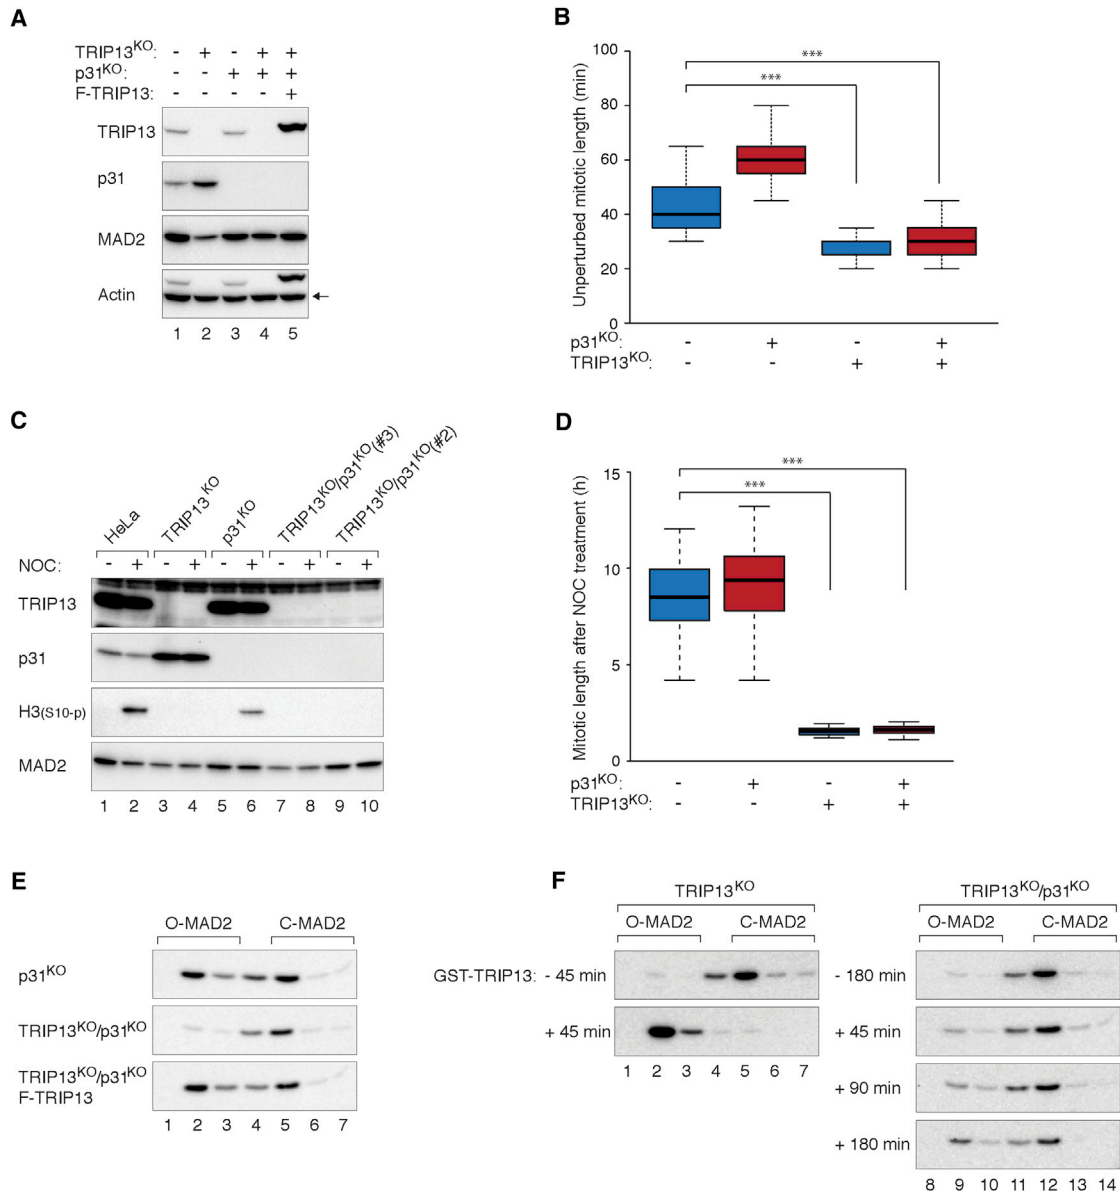 A
TRIP13KO: - + - + +
p31KO: - - + + +
F-TRIP13: - - - - +
TRIP13
p31
MAD2
Actin
1 2 3 4 5
B
Unperturbed mitotic length (min)
100
80
60
40
20
0
***
***
p31KO: - + - +
TRIP13KO: - - + +
C
HeLa
TRIP13KO
p31KO
TRIP13KO/p31KO(#3)
TRIP13KO/p31KO(#2)
NOC: - + - + - + - + - +
TRIP13
p31
H3(S10-p)
MAD2
1 2 3 4 5 6 7 8 9 10
D
Mitotic length after NOC treatment (h)
15
10
5
0
***
***
p31KO: - + - +
TRIP13KO: - - + +
E
O-MAD2 C-MAD2
p31KO
TRIP13KO/p31KO
TRIP13KO/p31KO
F-TRIP13
1 2 3 4 5 6 7
F
TRIP13KO
O-MAD2 C-MAD2
GST-TRIP13: - 45 min
+ 45 min
1 2 3 4 5 6 7
TRIP13KO/p31KO
O-MAD2 C-MAD2
- 180 min
+ 45 min
+ 90 min
+ 180 min
8 9 10 11 12 13 14